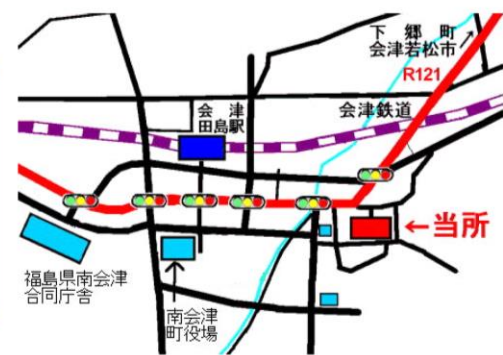 下郷町
会津若松市
R121
会津
田島駅
会津鉄道
←当所
福島県南会津
合同庁舎
南会津
町役場